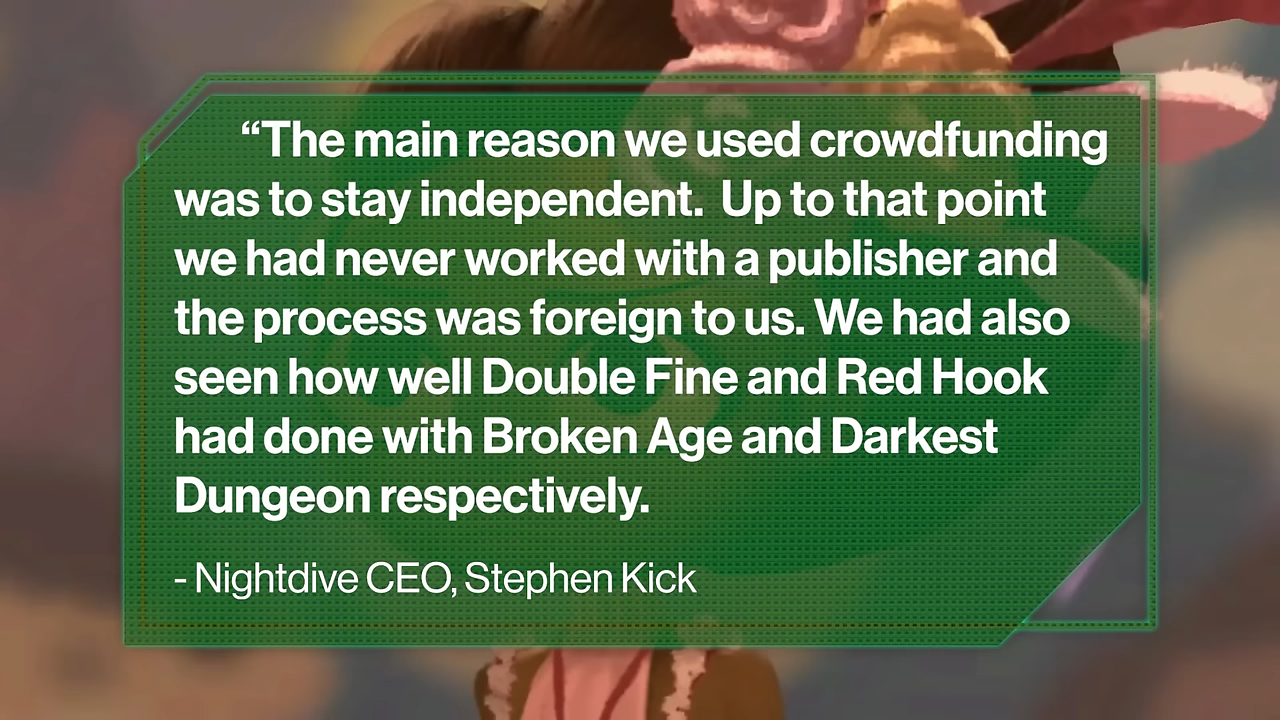 “The main reason we used crowdfunding
was to stay independent.  Up to that point
we had never worked with a publisher and
the process was foreign to us. We had also
seen how well Double Fine and Red Hook
had done with Broken Age and Darkest
Dungeon respectively.
- Nightdive CEO, Stephen Kick